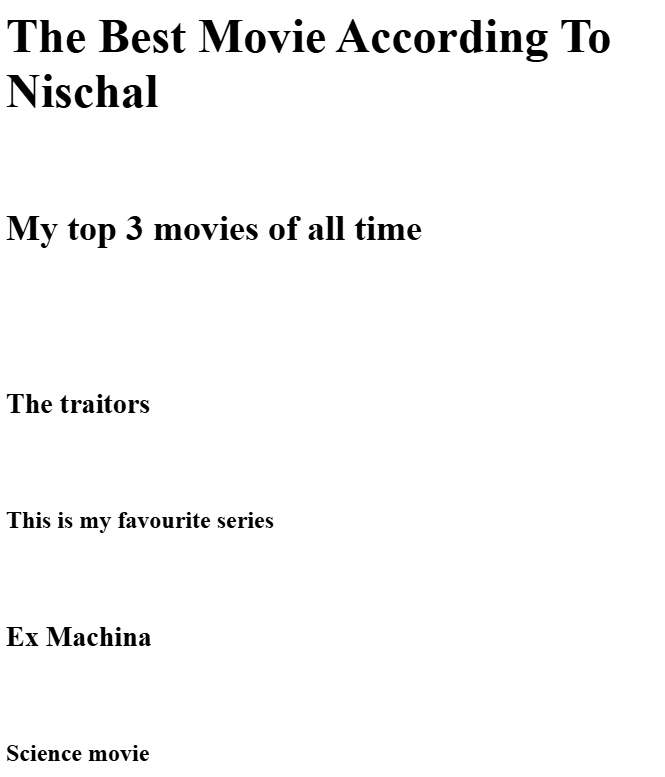 The Best Movie According To
Nischal
My top 3 movies of all time
The traitors
This is my favourite series
Ex Machina
Science movie